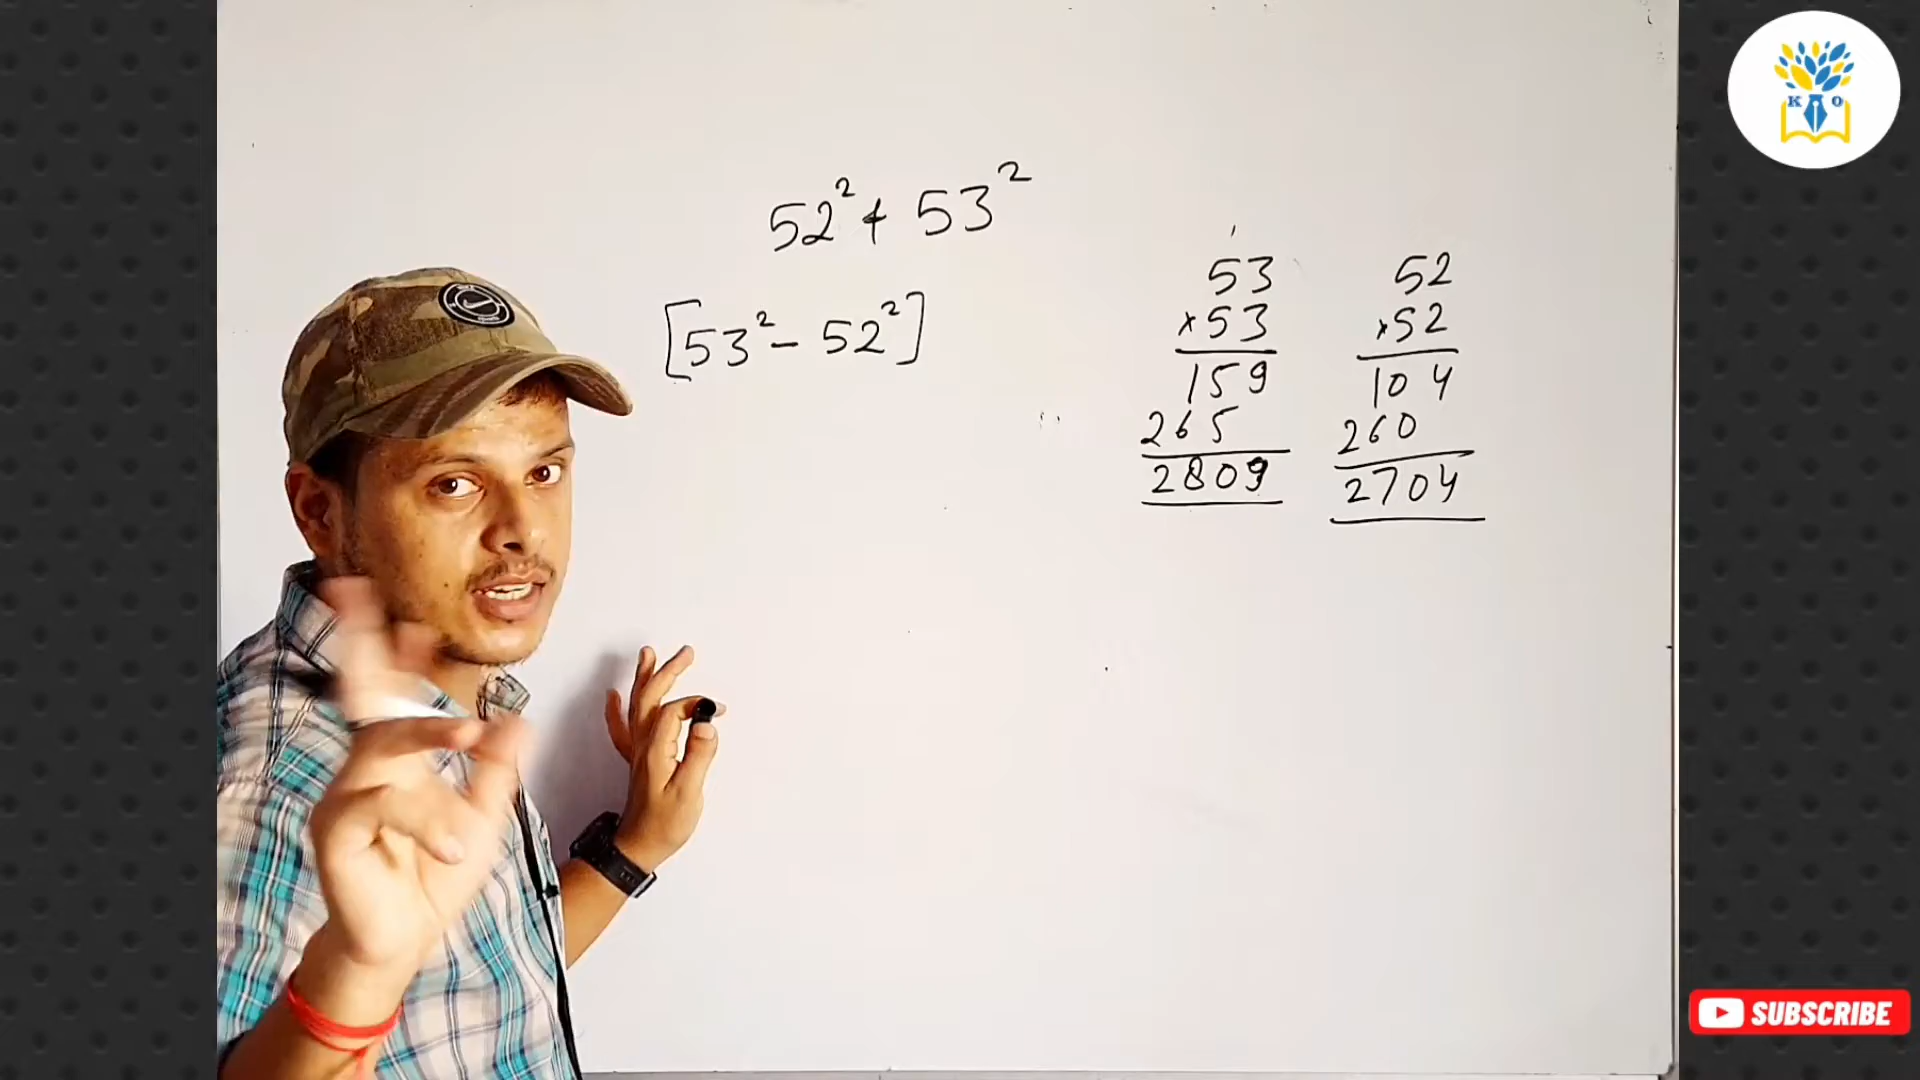 K O
52² + 53²
[53² - 52²]
53
×53
159
265
2809
52
×52
104
260
2704
SUBSCRIBE